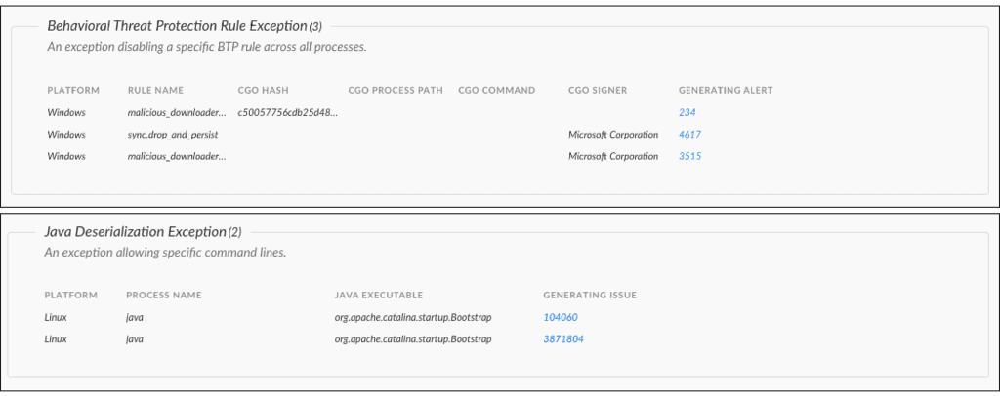 Behavioral Threat Protection Rule Exception (3)
An exception disabling a specific BTP rule across all processes.
PLATFORM RULE NAME CGO HASH CGO PROCESS PATH CGO COMMAND CGO SIGNER GENERATING ALERT
Windows malicious_downloader... c50057756cdb25d48... 234
Windows sync.drop_and_persist Microsoft Corporation 4617
Windows malicious_downloader... Microsoft Corporation 3515
Java Deserialization Exception (2)
An exception allowing specific command lines.
PLATFORM PROCESS NAME JAVA EXECUTABLE GENERATING ISSUE
Linux java org.apache.catalina.startup.Bootstrap 104060
Linux java org.apache.catalina.startup.Bootstrap 3871804